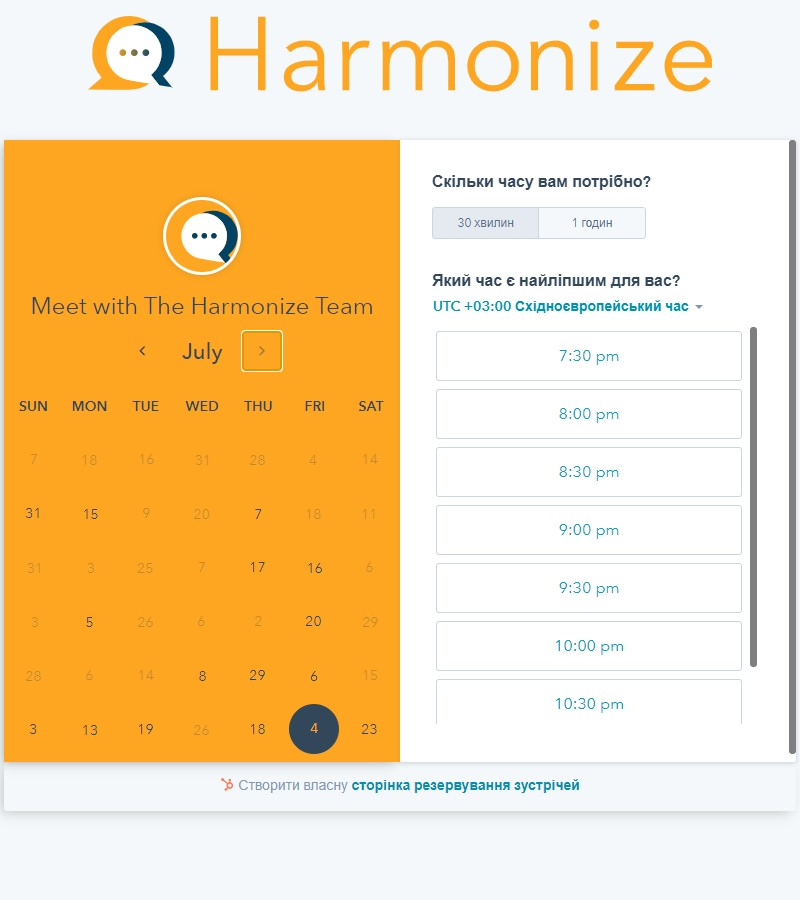 Harmonize
Meet with The Harmonize Team
July
SUN MON TUE WED THU FRI SAT
7 18 16 31 28 4 14
31 15 9 20 7 18 11
31 3 25 7 17 16 6
3 5 26 6 2 20 29
28 6 14 8 29 6 15
3 13 19 26 18 4 23
Скільки часу вам потрібно?
30 хвилин 1 годин
Який час є найліпшим для вас?
UTC +03:00 Східноєвропейський час
7:30 pm
8:00 pm
8:30 pm
9:00 pm
9:30 pm
10:00 pm
10:30 pm
Створити власну сторінка резервування зустрічей